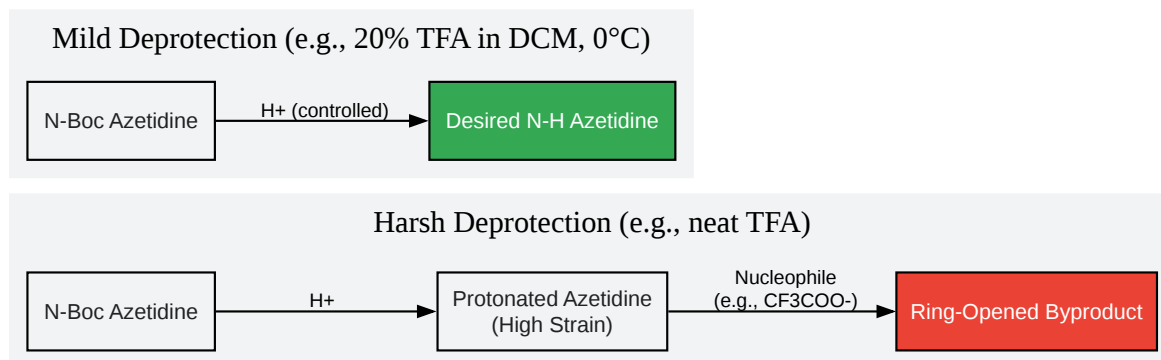 Mild Deprotection (e.g., 20% TFA in DCM, 0°C)
N-Boc Azetidine
H+ (controlled)
Desired N-H Azetidine
Harsh Deprotection (e.g., neat TFA)
N-Boc Azetidine
H+
Protonated Azetidine
(High Strain)
Nucleophile
(e.g., CF3COO-)
Ring-Opened Byproduct